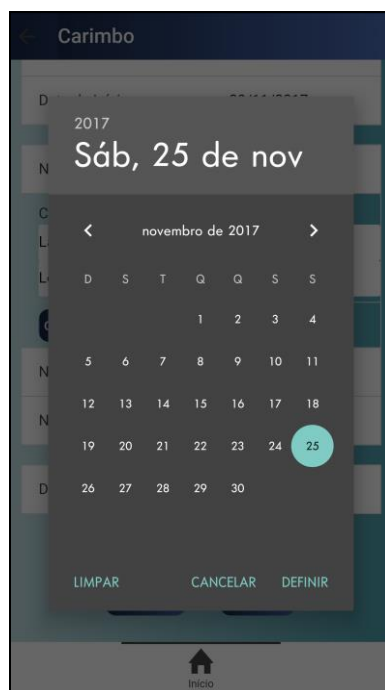 Carimbo
2017
Sáb, 25 de nov
novembro de 2017
D S T Q Q S S
1 2 3 4
5 6 7 8 9 10 11
12 13 14 15 16 17 18
19 20 21 22 23 24 25
26 27 28 29 30
LIMPAR CANCELAR DEFINIR
Início